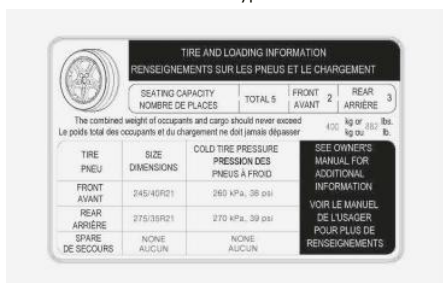 TIRE AND LOADING INFORMATION
RENSEIGNEMENTS SUR LES PNEUS ET LE CHARGEMENT
SEATING CAPACITY
NOMBRE DE PLACES
TOTAL 5
FRONT
AVANT
2
REAR
ARRIÈRE
3
The combined weight of occupants and cargo should never exceed
Le poids total des occupants et du chargement ne doit jamais dépasser
400 kg or 882 lbs.
kg ou lb.
TIRE
PNEU
SIZE
DIMENSIONS
COLD TIRE PRESSURE
PRESSION DES
PNEUS À FROID
FRONT
AVANT
245/40R21
260 kPa, 38 psi
REAR
ARRIÈRE
275/35R21
270 kPa, 39 psi
SPARE
DE SECOURS
NONE
AUCUN
NONE
AUCUN
SEE OWNER'S
MANUAL FOR
ADDITIONAL
INFORMATION
VOIR LE MANUEL
DE L'USAGER
POUR PLUS DE
RENSEIGNEMENTS